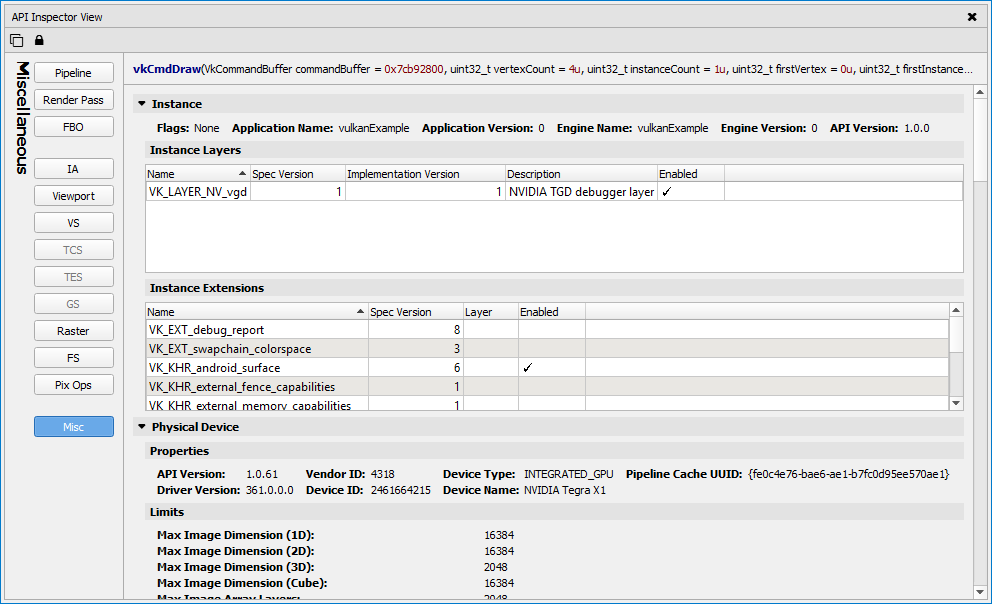 API Inspector View
Miscellaneous
Pipeline
Render Pass
FBO
IA
Viewport
VS
TCS
TES
GS
Raster
FS
Pix Ops
Misc
vkCmdDraw(VkCommandBuffer commandBuffer = 0x7cb92800, uint32_t vertexCount = 4u, uint32_t instanceCount = 1u, uint32_t firstVertex = 0u, uint32_t firstInstance...
Instance
Flags: None Application Name: vulkanExample Application Version: 0 Engine Name: vulkanExample Engine Version: 0 API Version: 1.0.0
Instance Layers
Name Spec Version Implementation Version Description Enabled
VK_LAYER_NV_vgd 1 1 NVIDIA TGD debugger layer ✓
Instance Extensions
Name Spec Version Layer Enabled
VK_EXT_debug_report 8
VK_EXT_swapchain_colorspace 3
VK_KHR_android_surface 6 ✓
VK_KHR_external_fence_capabilities 1
VK_KHR_external_memory_capabilities 1
Physical Device
Properties
API Version: 1.0.61 Vendor ID: 4318 Device Type: INTEGRATED_GPU Pipeline Cache UUID: {fe0c4e76-bae6-ae1-b7fc0d95ee570ae1}
Driver Version: 361.0.0.0 Device ID: 2461664215 Device Name: NVIDIA Tegra X1
Limits
Max Image Dimension (1D): 16384
Max Image Dimension (2D): 16384
Max Image Dimension (3D): 2048
Max Image Dimension (Cube): 16384
Max Image Array Layers: 2048